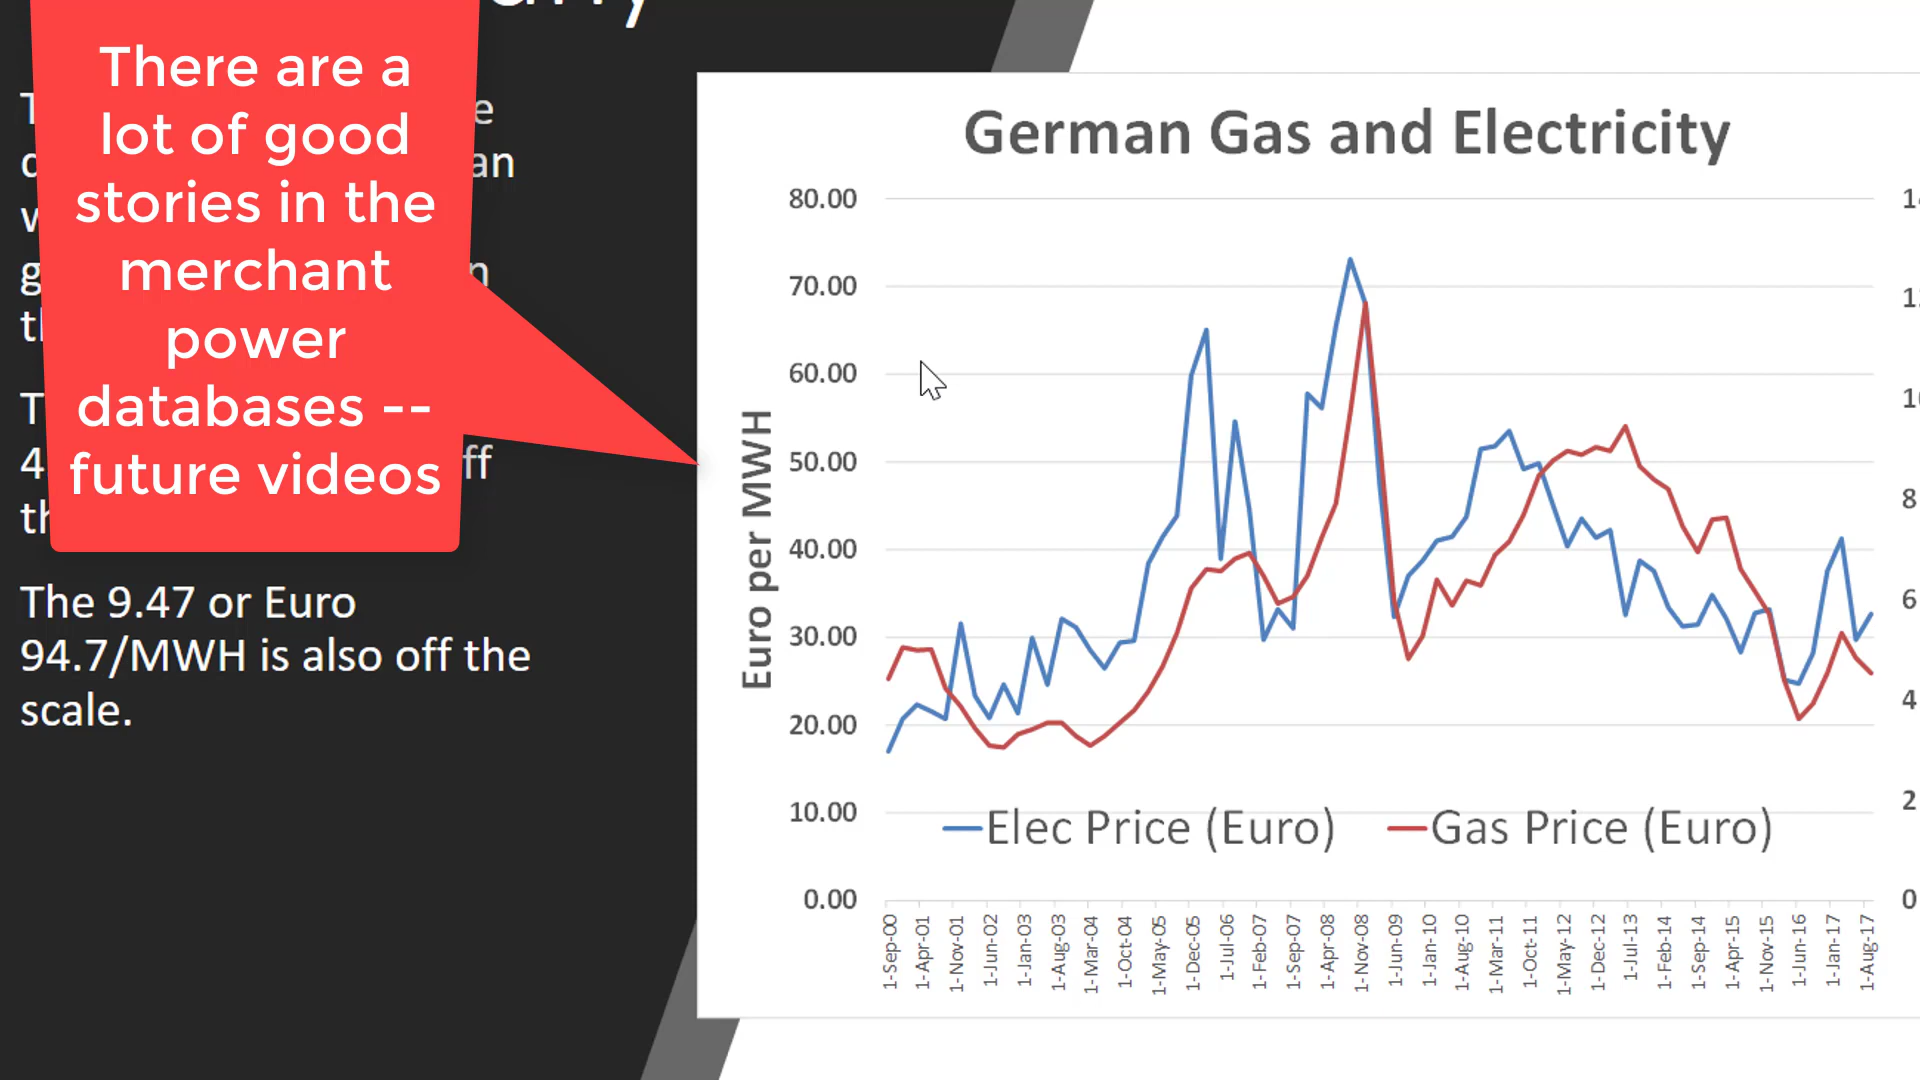 There are a
lot of good
stories in the
merchant
power
databases --
future videos
The 9.47 or Euro
94.7/MWH is also off the
scale.
German Gas and Electricity
Euro per MWH
80.00
70.00
60.00
50.00
40.00
30.00
20.00
10.00
0.00
8
6
4
2
0
Elec Price (Euro)
Gas Price (Euro)
1-Sep-00
1-Apr-01
1-Nov-01
1-Jun-02
1-Jan-03
1-Aug-03
1-Mar-04
1-Oct-04
1-May-05
1-Dec-05
1-Jul-06
1-Feb-07
1-Sep-07
1-Apr-08
1-Nov-08
1-Jun-09
1-Jan-10
1-Aug-10
1-Mar-11
1-Oct-11
1-May-12
1-Dec-12
1-Jul-13
1-Feb-14
1-Sep-14
1-Apr-15
1-Nov-15
1-Jun-16
1-Jan-17
1-Aug-17